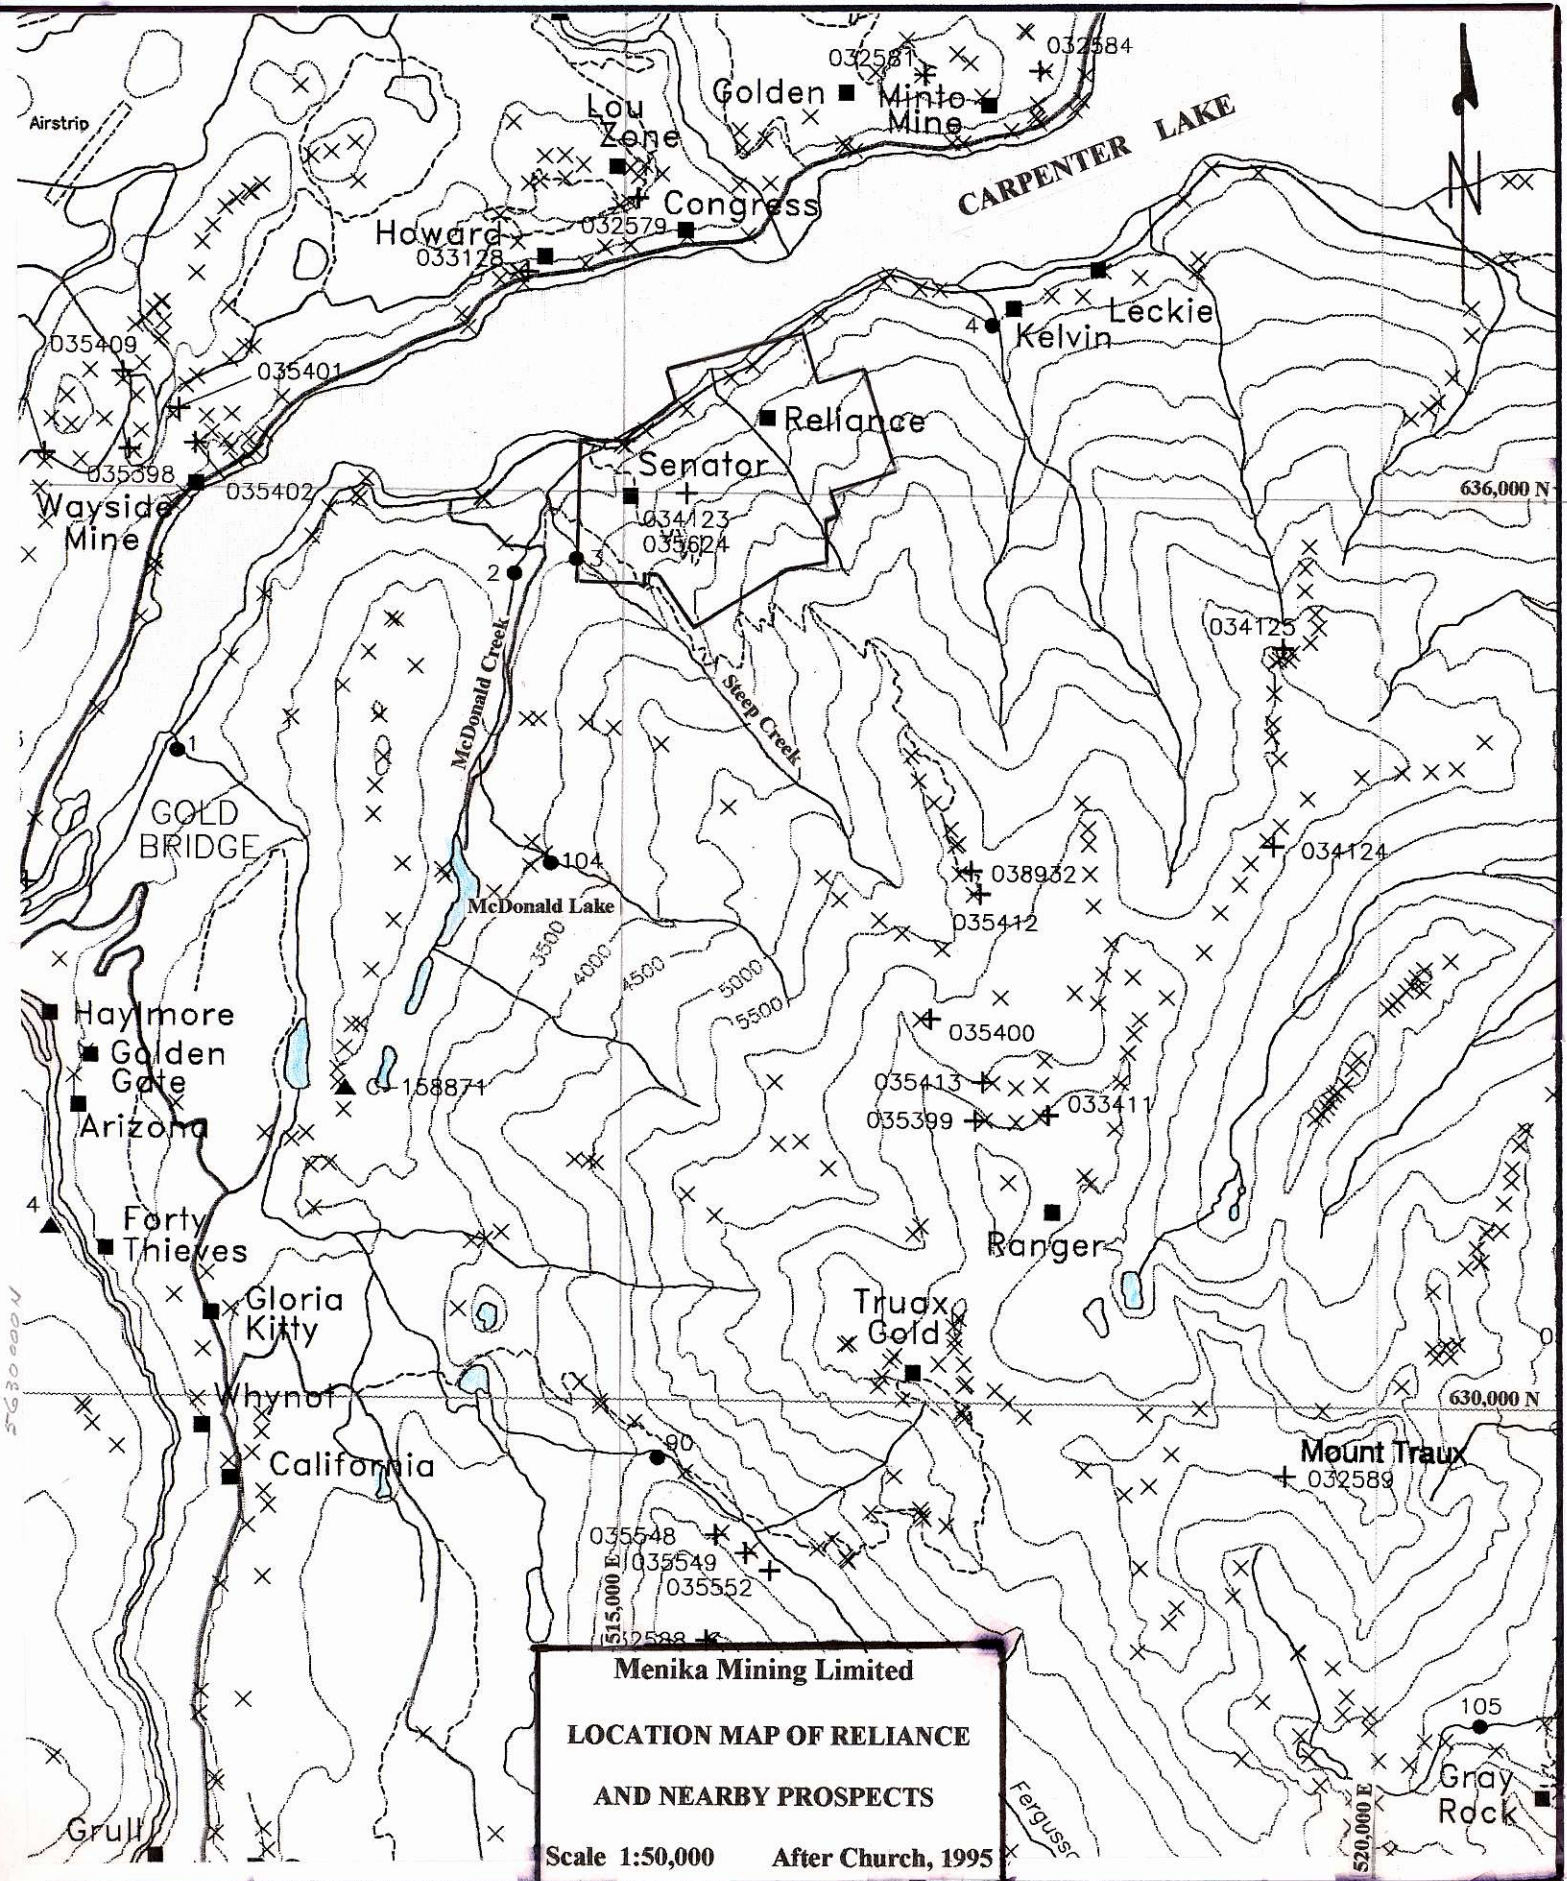 032581
032584
Golden
Minto
Mine
Lou
Zone
Airstrip
CARPENTER LAKE
N
Congress
032579
Howard
033128
Leckie
4
Kelvin
035409
035401
Reliance
Senator
035398
035402
636,000 N
Wayside
Mine
034123
035624
2
3
034125
McDonald Creek
Steep Creek
1
GOLD
BRIDGE
104
034124
038932
McDonald Lake
035412
3500
4000
4500
5000
5500
Haylmore
035400
Golden
Gate
C-158871
035413
033411
Arizona
035399
4
Forty
Thieves
Ranger
5630000N
Gloria
Kitty
Truax
Gold
Whynot
630,000 N
90
Mount Traux
California
032589
035548
035549
035552
515,000 E
032588
Menika Mining Limited
LOCATION MAP OF RELIANCE
AND NEARBY PROSPECTS
Scale 1:50,000 After Church, 1995
105
Gray
Rock
520,000 E
Grull